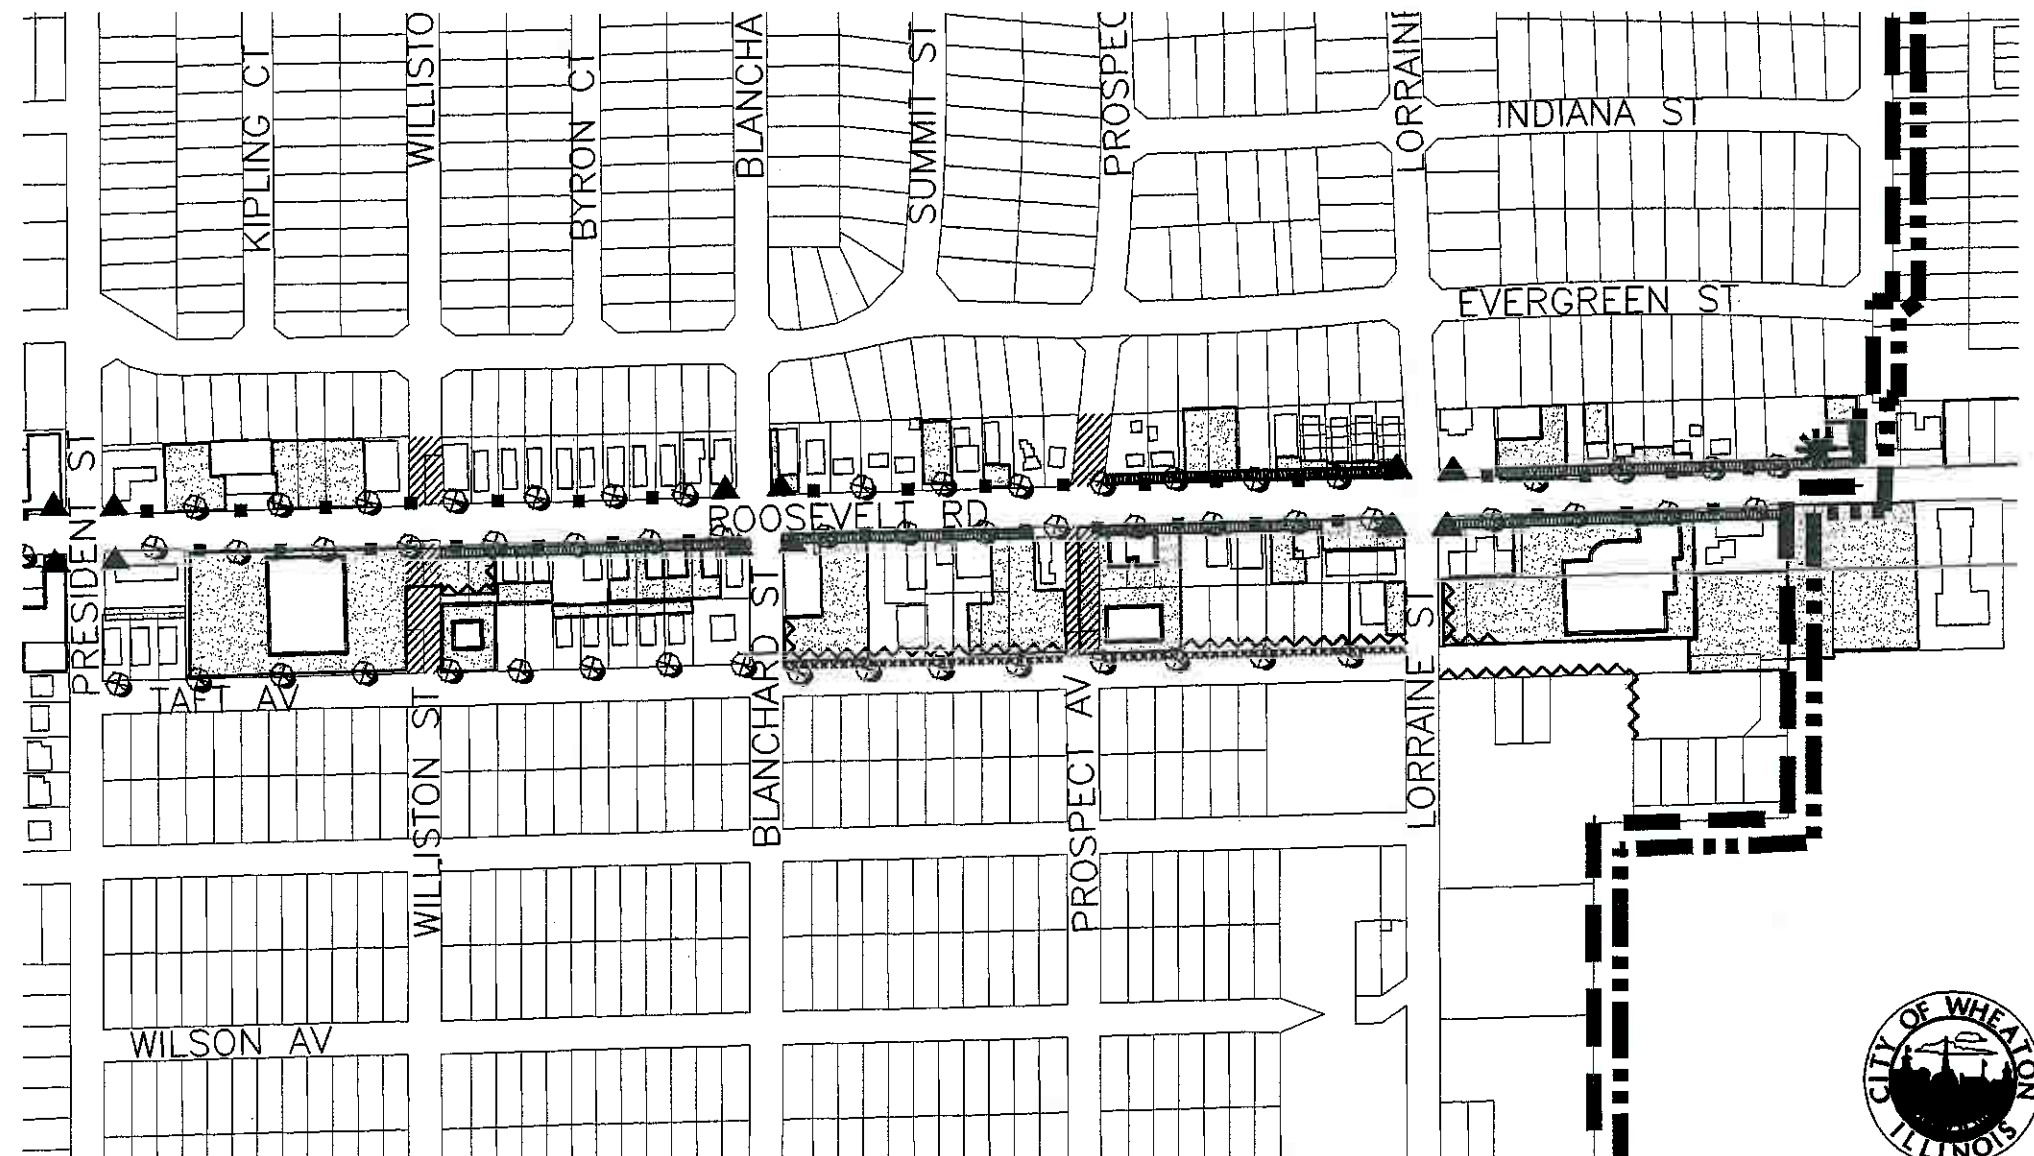 KIPLING CT
WILLISTO
BYRON CT
BLANCHA
SUMMIT ST
PROSPEC
LORRAINE
INDIANA ST
EVERGREEN ST
PRESIDENT ST
ROOSEVELT RD
TAFT AV
WILLISTON ST
BLANCHARD ST
PROSPECT AV
LORRAINE ST
WILSON AV
CITY OF WHEATON
ILLINOIS